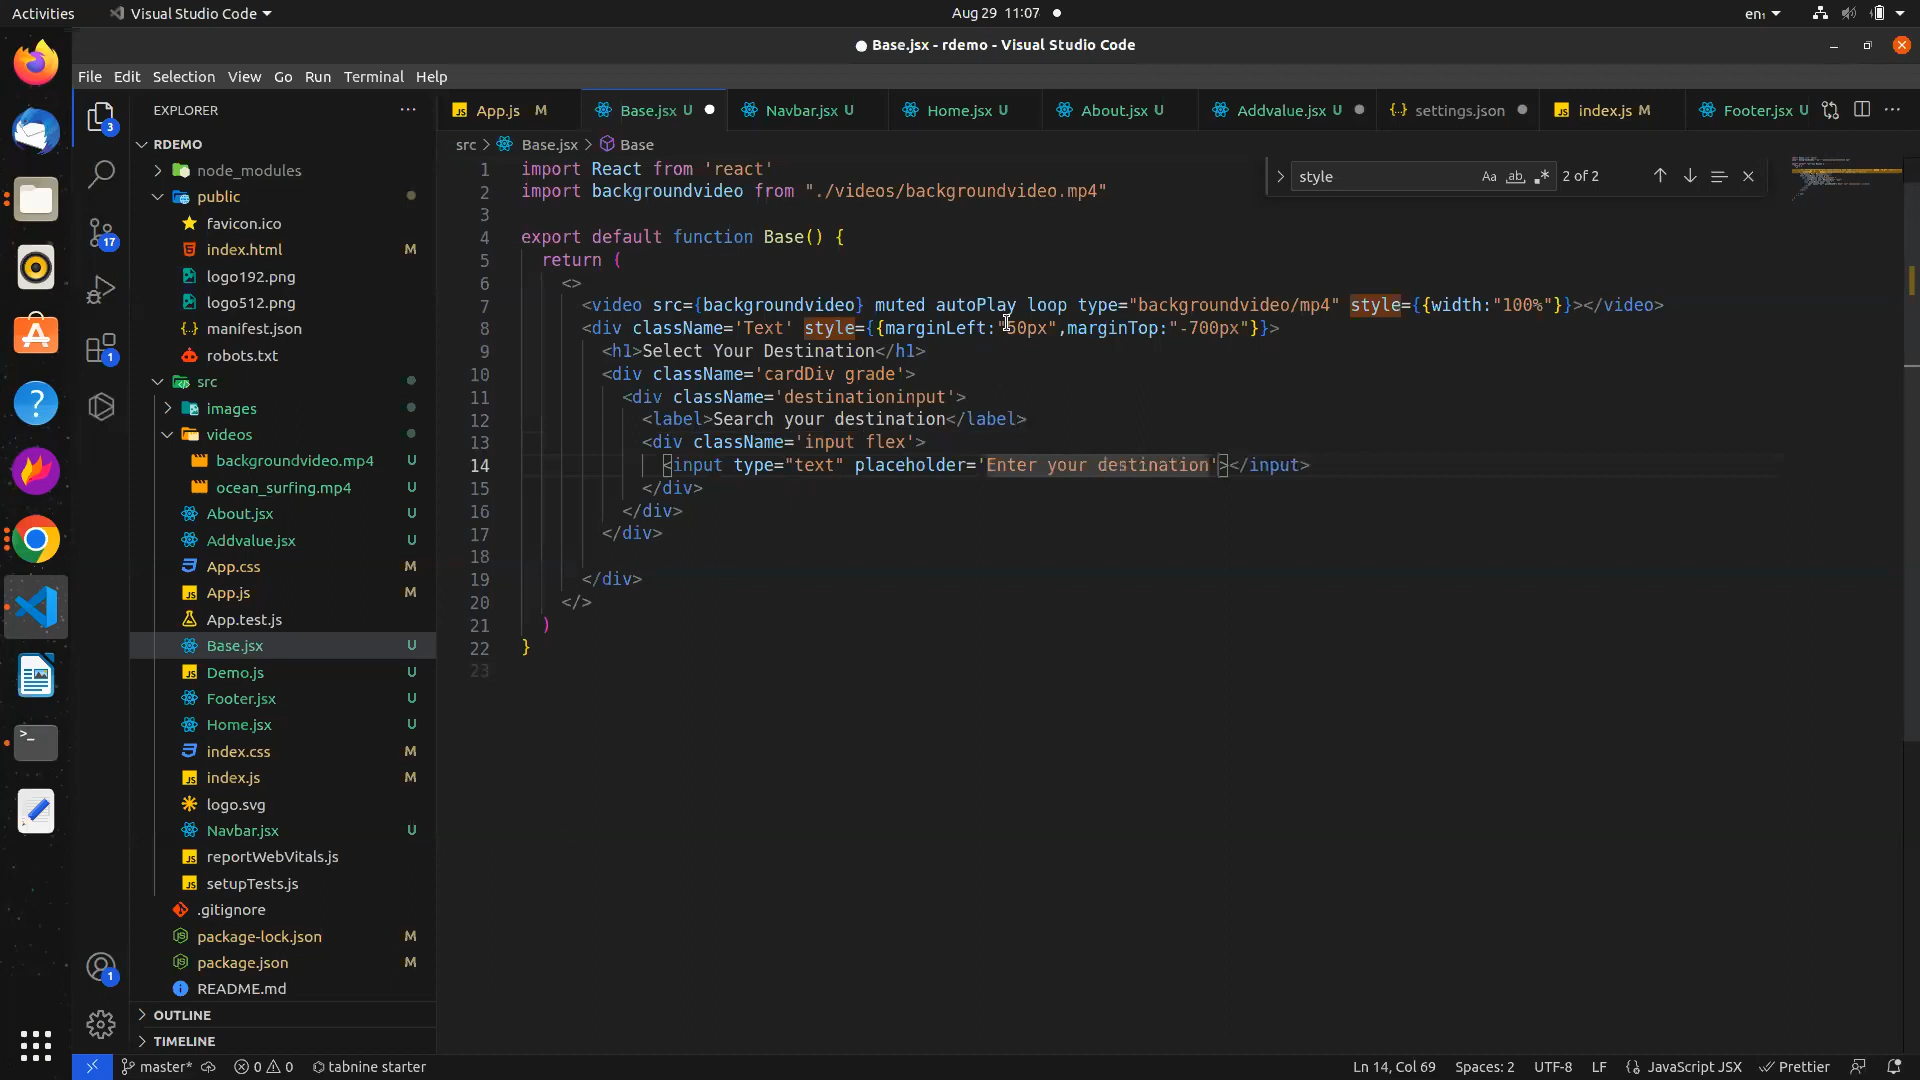 Activities
Visual Studio Code
Aug 29 11:07
en₁
Base.jsx - rdemo - Visual Studio Code
File Edit Selection View Go Run Terminal Help
EXPLORER
App.js M
Base.jsx U
Navbar.jsx U
Home.jsx U
About.jsx U
Addvalue.jsx U
settings.json
index.js M
Footer.jsx U
src > Base.jsx > Base
style
Aa ab .*
2 of 2
RDEMO
node_modules
public
favicon.ico
index.html M
logo192.png
logo512.png
manifest.json
robots.txt
src
images
videos
backgroundvideo.mp4 U
ocean_surfing.mp4 U
About.jsx U
Addvalue.jsx U
App.css M
App.js M
App.test.js
Base.jsx U
Demo.js U
Footer.jsx U
Home.jsx U
index.css M
index.js M
logo.svg
Navbar.jsx U
reportWebVitals.js
setupTests.js
.gitignore
package-lock.json M
package.json M
README.md
OUTLINE
TIMELINE
3
17
1
1
1 import React from 'react'
2 import backgroundvideo from "./videos/backgroundvideo.mp4"
3
4 export default function Base() {
5 return (
6 <>
7 <video src={backgroundvideo} muted autoPlay loop type="backgroundvideo/mp4" style={{width:"100%"}}></video>
8 <div className='Text' style={{marginLeft:"50px",marginTop:"-700px"}}>
9 <h1>Select Your Destination</h1>
10 <div className='cardDiv grade'>
11 <div className='destinationinput'>
12 <label>Search your destination</label>
13 <div className='input flex'>
14 <input type="text" placeholder='Enter your destination'></input>
15 </div>
16 </div>
17 </div>
18
19 </div>
20 </>
21 )
22 }
23
master* 0 0 tabnine starter
Ln 14, Col 69 Spaces: 2 UTF-8 LF JavaScript JSX Prettier